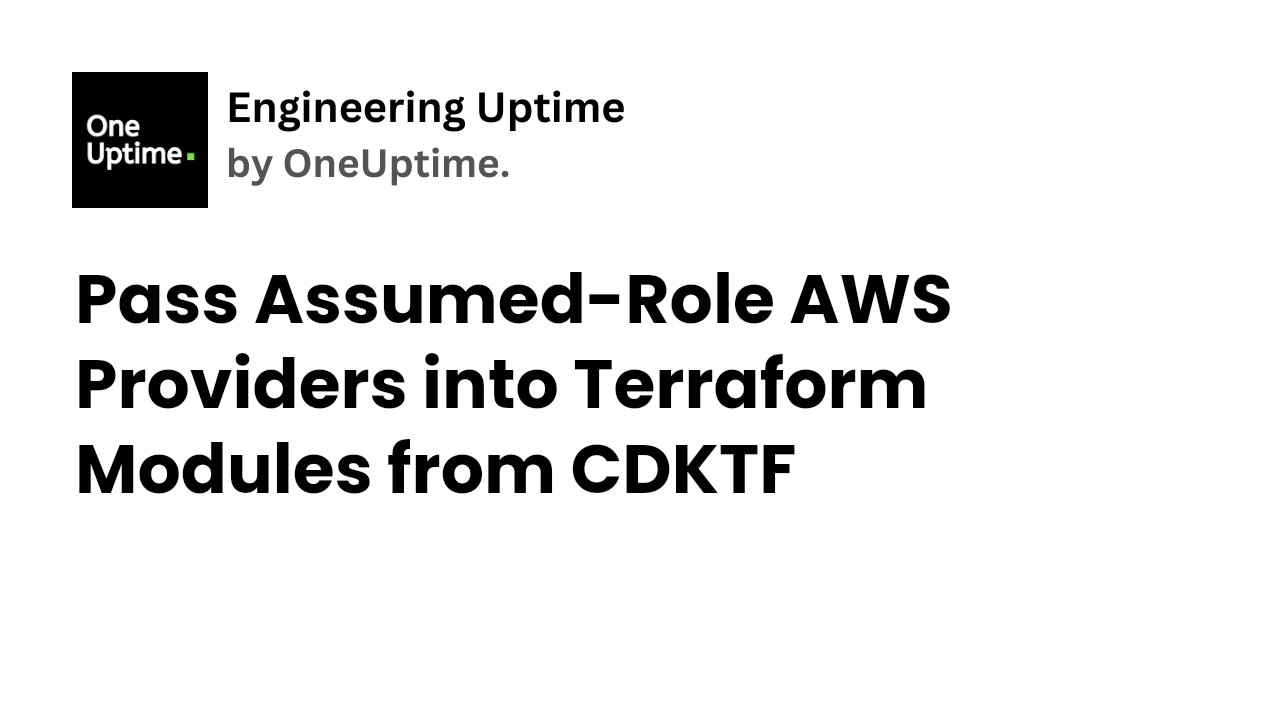 One
Uptime
Engineering Uptime
by OneUptime.
Pass Assumed-Role AWS
Providers into Terraform
Modules from CDKTF